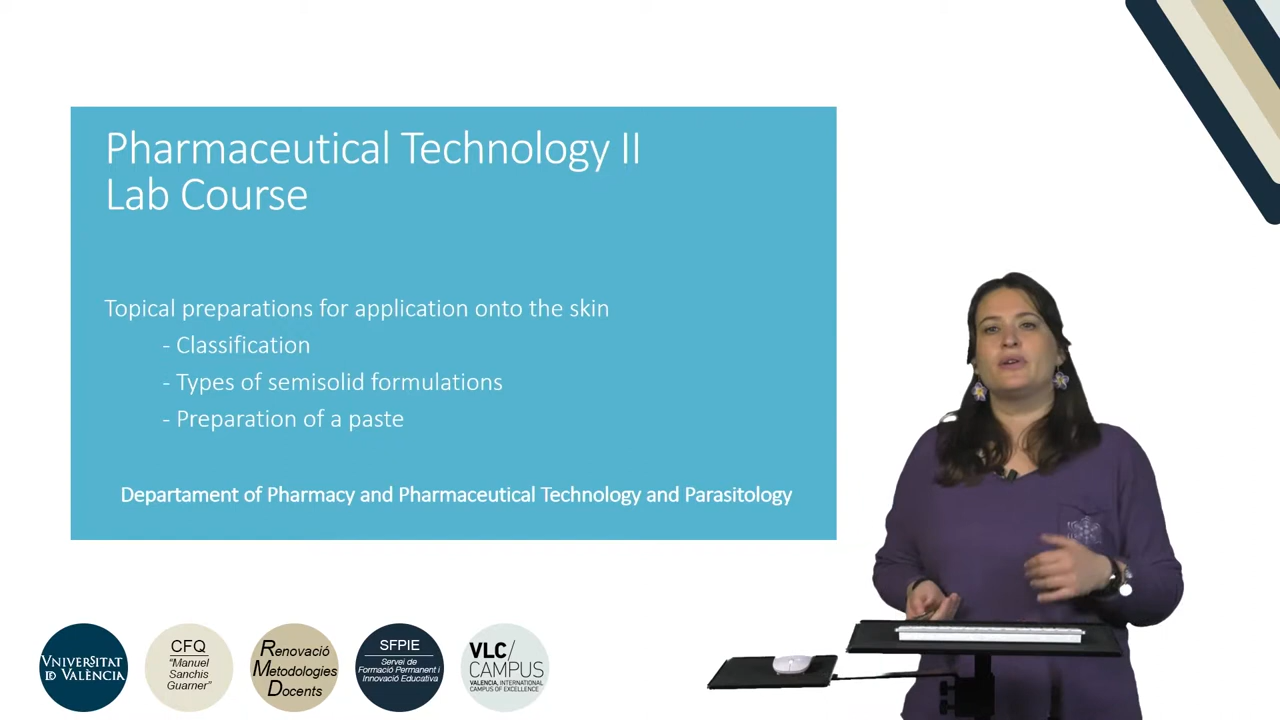 Pharmaceutical Technology II
Lab Course
Topical preparations for application onto the skin
- Classification
- Types of semisolid formulations
- Preparation of a paste
Departament of Pharmacy and Pharmaceutical Technology and Parasitology
VNIVERSITAT
ID VALÈNCIA
CFQ
"Manuel
Sanchis
Guarner"
Renovació
Metodologies
Docents
SFPIE
Servei de
Formació Permanent i
Innovació Educativa
VLC/
CAMPUS
VALENCIA, INTERNATIONAL
CAMPUS OF EXCELLENCE